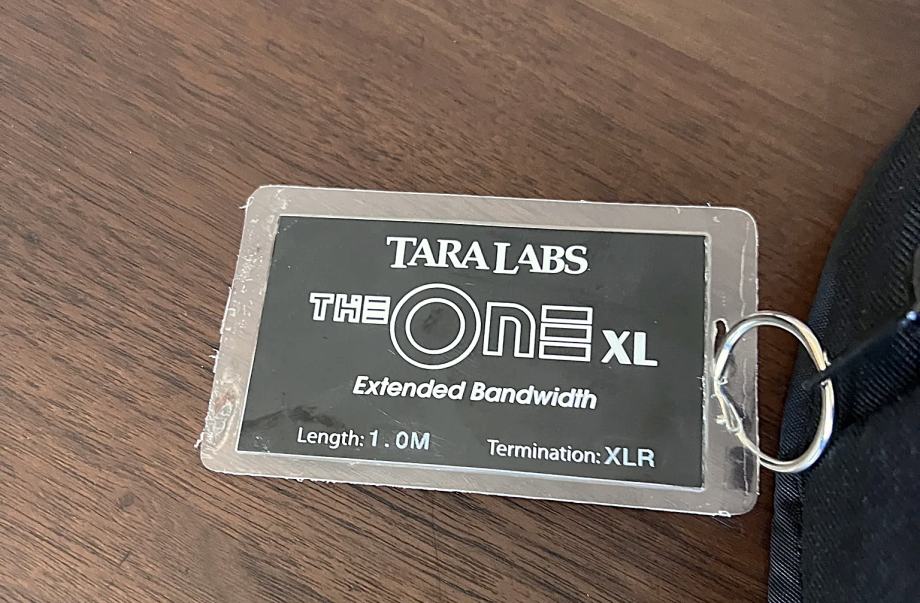 TARA LABS
THE ONE XL
Extended Bandwidth
Length: 1.0M Termination: XLR